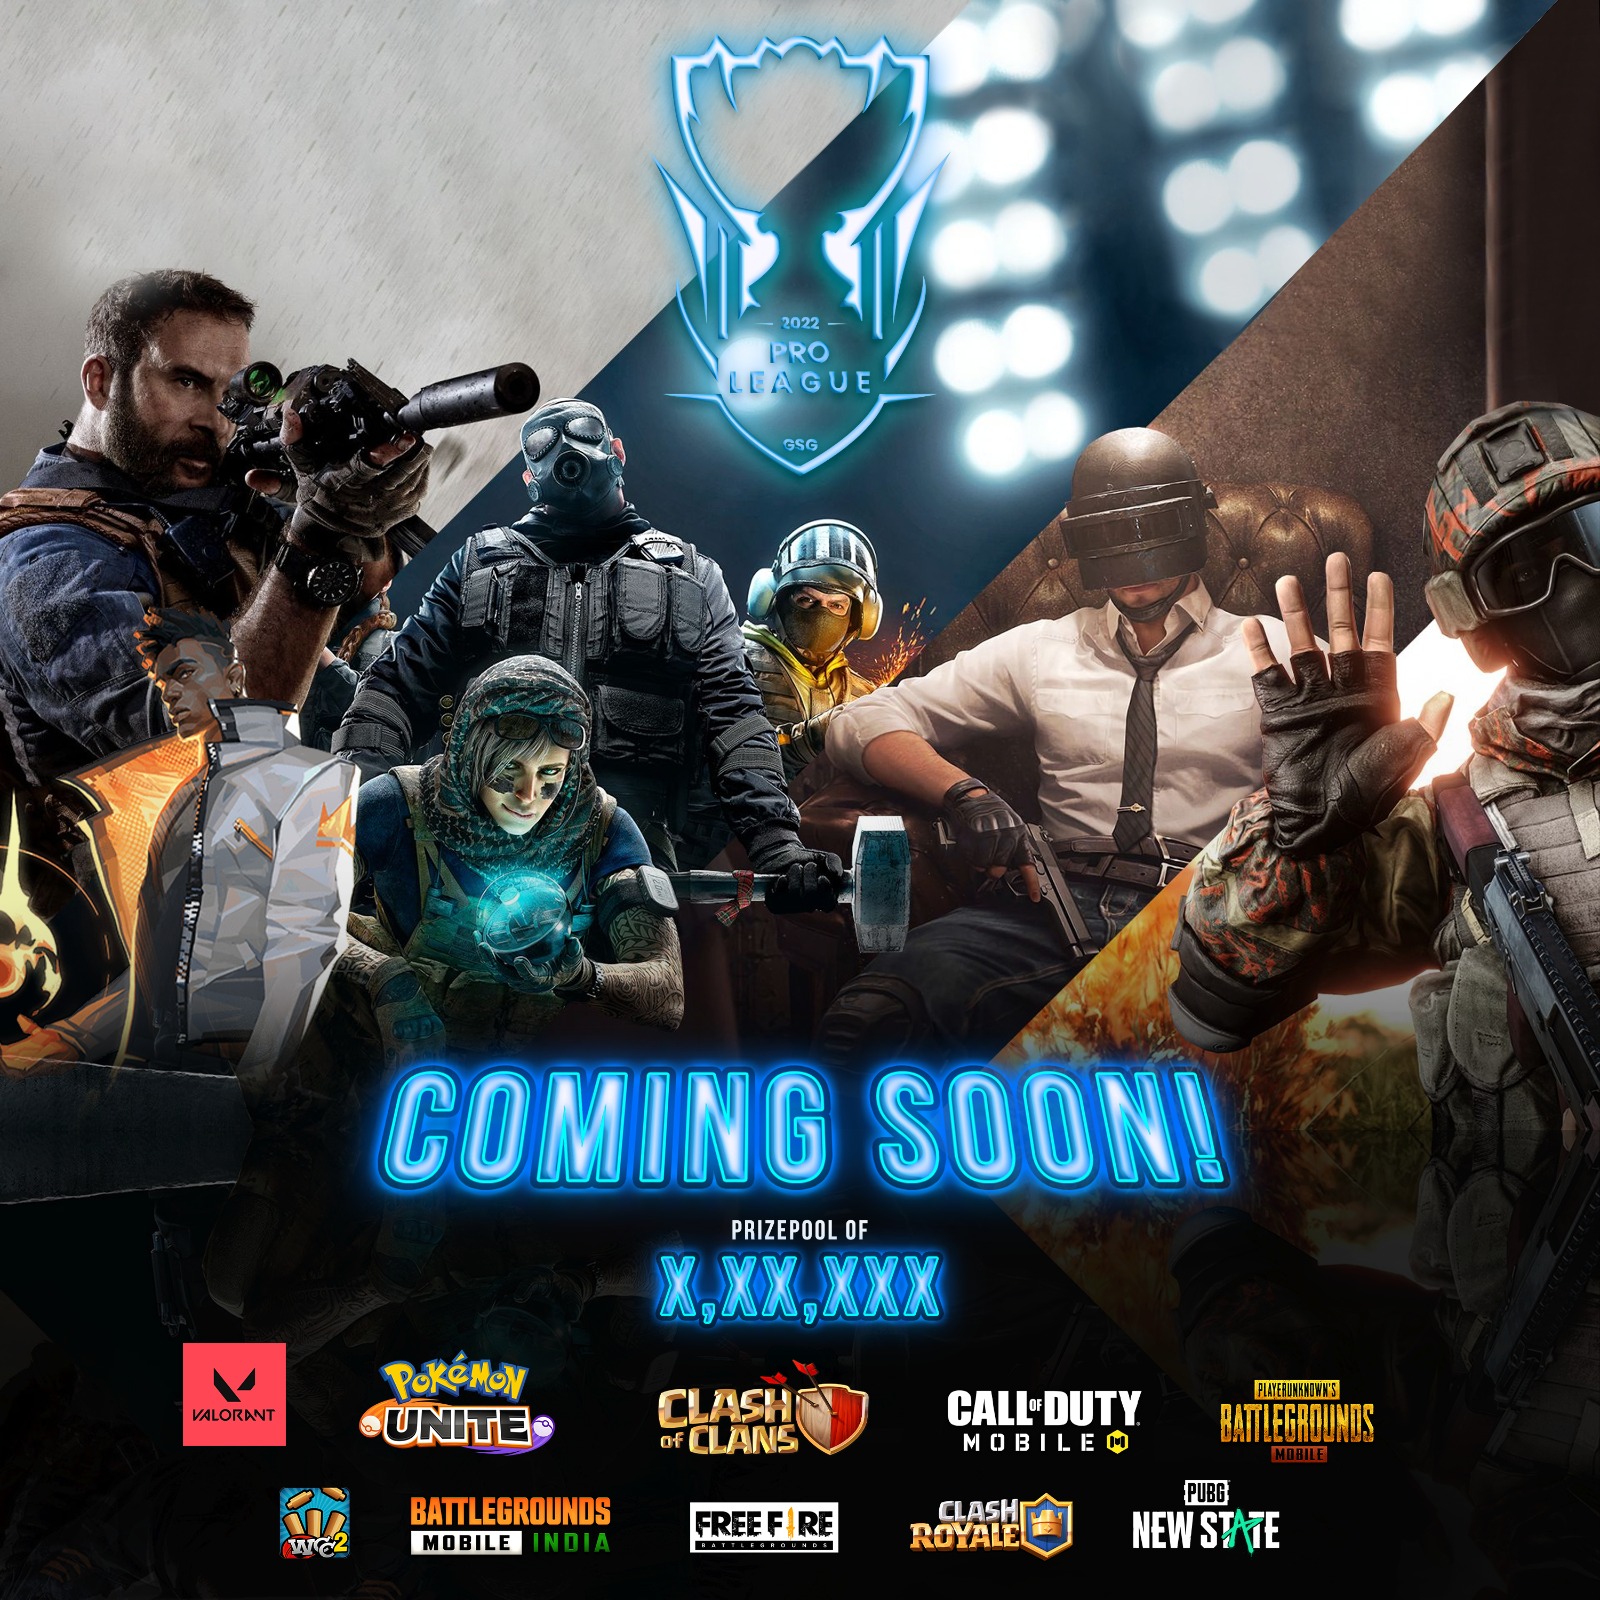 2022
PRO
LEAGUE
GSG
COMING SOON!
PRIZEPOOL OF
X,XX,XXX
VALORANT
POKéMON
UNITE
CLASH
OF CLANS
CALL OF DUTY
MOBILE
PLAYERUNKNOWN'S
BATTLEGROUNDS
MOBILE
WCC2
BATTLEGROUNDS
MOBILE INDIA
FREE FIRE
BATTLEGROUNDS
CLASH
ROYALE
PUBG
NEW STATE